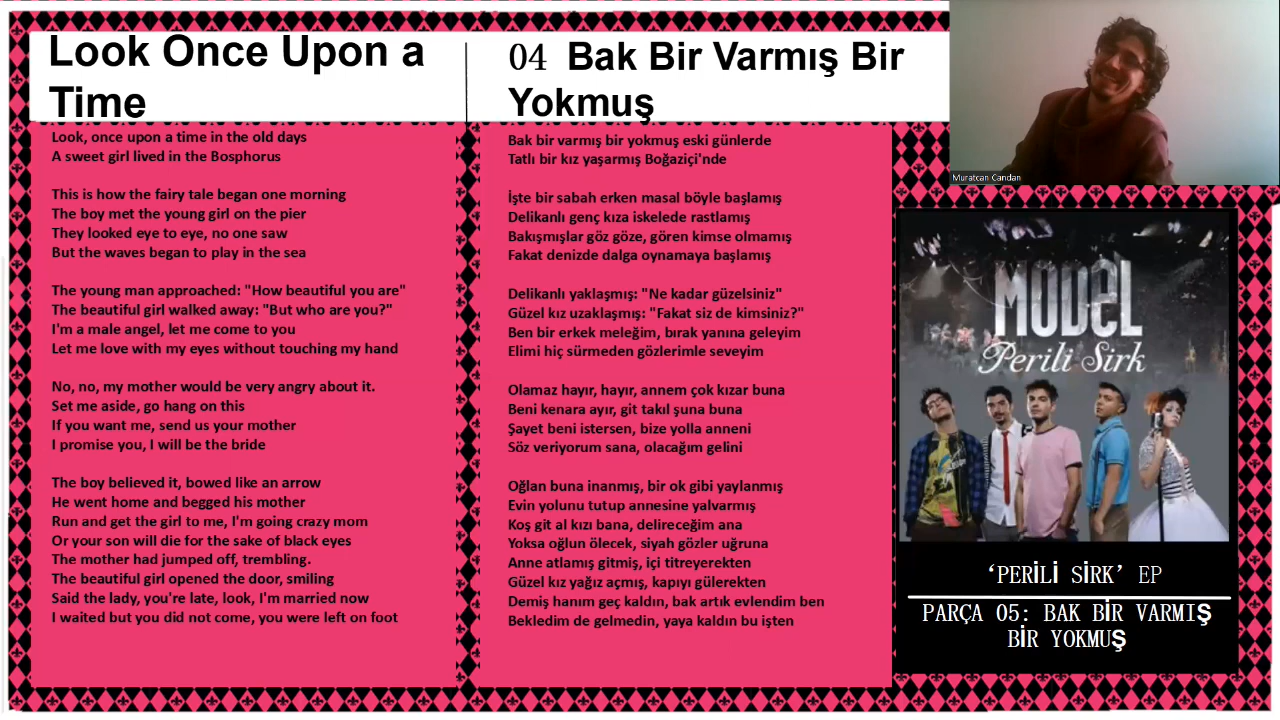 Look Once Upon a
Time
Look, once upon a time in the old days
A sweet girl lived in the Bosphorus
This is how the fairy tale began one morning
The boy met the young girl on the pier
They looked eye to eye, no one saw
But the waves began to play in the sea
The young man approached: "How beautiful you are"
The beautiful girl walked away: "But who are you?"
I'm a male angel, let me come to you
Let me love with my eyes without touching my hand
No, no, my mother would be very angry about it.
Set me aside, go hang on this
If you want me, send us your mother
I promise you, I will be the bride
The boy believed it, bowed like an arrow
He went home and begged his mother
Run and get the girl to me, I'm going crazy mom
Or your son will die for the sake of black eyes
The mother had jumped off, trembling.
The beautiful girl opened the door, smiling
Said the lady, you're late, look, I'm married now
I waited but you did not come, you were left on foot
04 Bak Bir Varmış Bir
Yokmuş
Bak bir varmış bir yokmuş eski günlerde
Tatlı bir kız yaşarmış Boğaziçi'nde
İşte bir sabah erken masal böyle başlamış
Delikanlı genç kıza iskelede rastlamış
Bakışmışlar göz göze, gören kimse olmamış
Fakat denizde dalga oynamaya başlamış
Delikanlı yaklaşmış: "Ne kadar güzelsiniz"
Güzel kız uzaklaşmış: "Fakat siz de kimsiniz?"
Ben bir erkek meleğim, bırak yanına geleyim
Elimi hiç sürmeden gözlerimle seveyim
Olamaz hayır, hayır, annem çok kızar buna
Beni kenara ayır, git takıl şuna buna
Şayet beni istersen, bize yolla anneni
Söz veriyorum sana, olacağım gelini
Oğlan buna inanmış, bir ok gibi yaylanmış
Evin yolunu tutup annesine yalvarmış
Koş git al kızı bana, delireceğim ana
Yoksa oğlun ölecek, siyah gözler uğruna
Anne atlamış gitmiş, içi titreyerekten
Güzel kız yağız açmış, kapıyı gülerekten
Demiş hanım geç kaldın, bak artık evlendim ben
Bekledim de gelmedin, yaya kaldın bu işten
Muratcan Candan
MODEL
Perili Sirk
‘PERİLİ SİRK’ EP
PARÇA 05: BAK BİR VARMIŞ
BİR YOKMUŞ